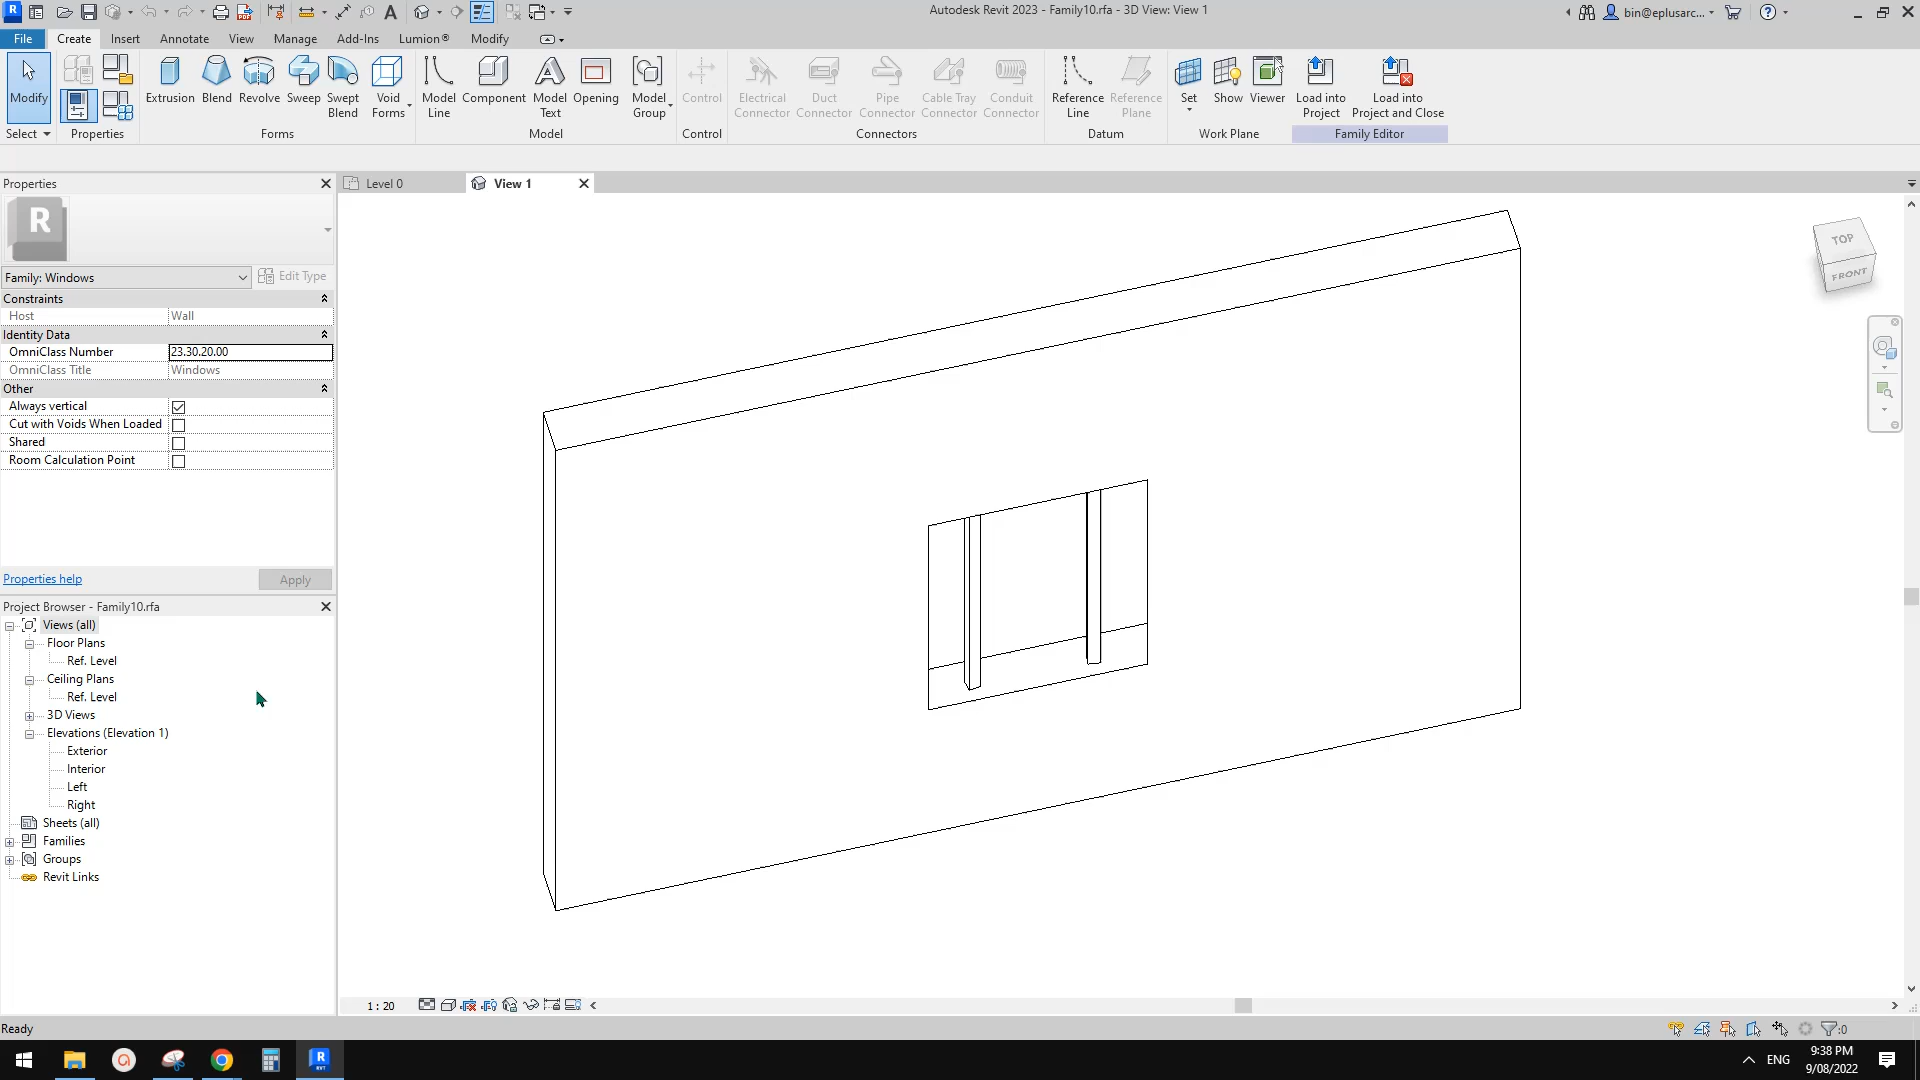 Autodesk Revit 2023 - Family10.rfa - 3D View: View 1
bin@eplusarc...
File Create Insert Annotate View Manage Add-Ins Lumion® Modify
Modify
Extrusion Blend Revolve Sweep Swept Blend Void Forms
Model Line Component Model Text Opening Model Group
Control
Electrical Connector Duct Connector Pipe Connector Cable Tray Connector Conduit Connector
Reference Line Reference Plane
Set Show Viewer
Load into Project Load into Project and Close
Select Properties Forms Model Control Connectors Datum Work Plane Family Editor
Properties
Level 0
View 1
R
Family: Windows
Edit Type
Constraints
Host Wall
Identity Data
OmniClass Number 23.30.20.00
OmniClass Title Windows
Other
Always vertical
Cut with Voids When Loaded
Shared
Room Calculation Point
Properties help
Apply
Project Browser - Family10.rfa
Views (all)
Floor Plans
Ref. Level
Ceiling Plans
Ref. Level
3D Views
Elevations (Elevation 1)
Exterior
Interior
Left
Right
Sheets (all)
Families
Groups
Revit Links
TOP
FRONT
1 : 20
Ready
:0
ENG
9:38 PM
9/08/2022